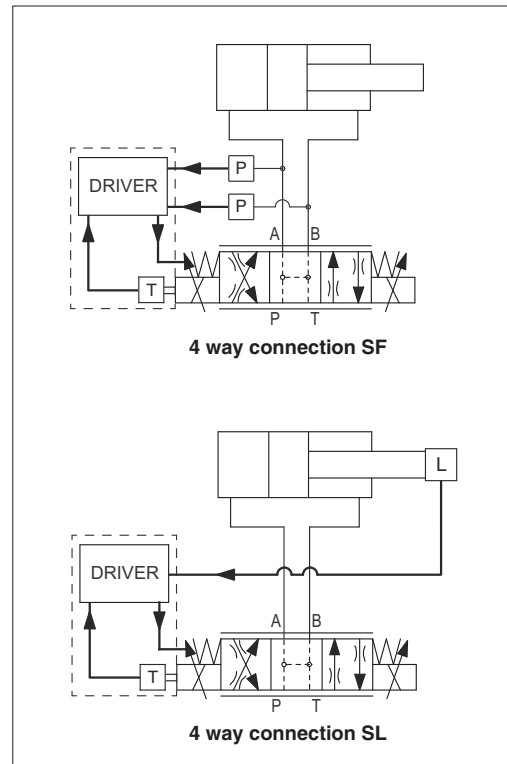 P
DRIVER
P
A B
T
P T
4 way connection SF
L
DRIVER
A B
T
P T
4 way connection SL